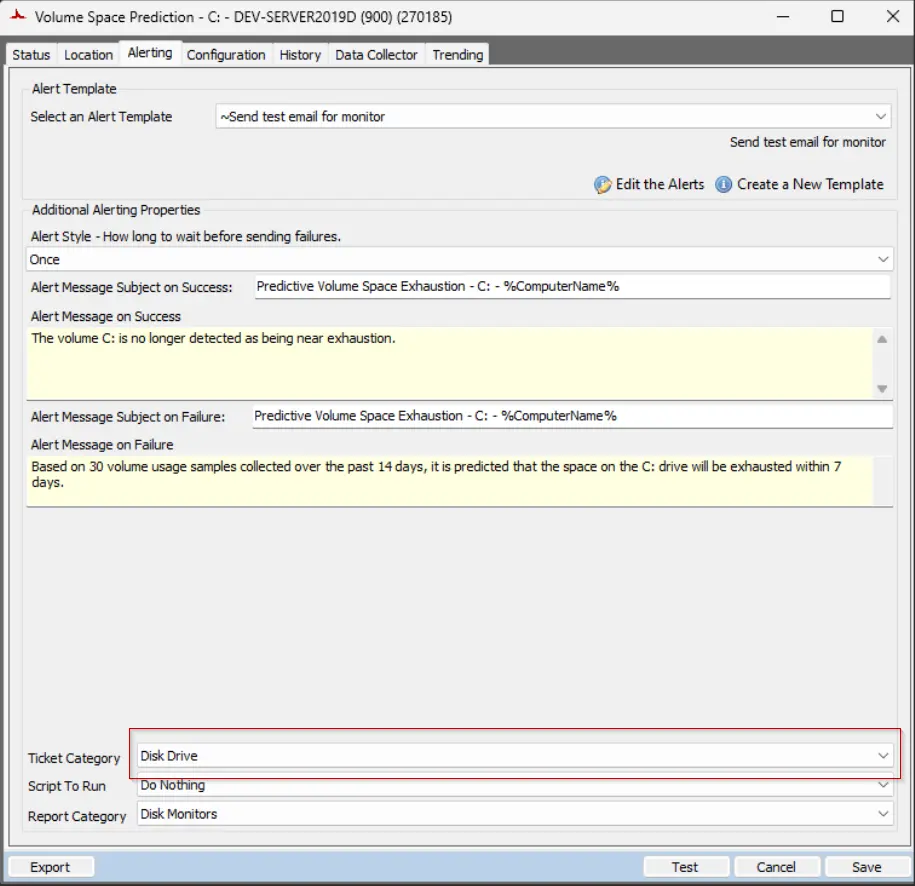 Volume Space Prediction - C: - DEV-SERVER2019D (900) (270185)
Status Location Alerting Configuration History Data Collector Trending
Alert Template
Select an Alert Template ~Send test email for monitor
Send test email for monitor
Edit the Alerts Create a New Template
Additional Alerting Properties
Alert Style - How long to wait before sending failures.
Once
Alert Message Subject on Success: Predictive Volume Space Exhaustion - C: - %ComputerName%
Alert Message on Success
The volume C: is no longer detected as being near exhaustion.
Alert Message Subject on Failure: Predictive Volume Space Exhaustion - C: - %ComputerName%
Alert Message on Failure
Based on 30 volume usage samples collected over the past 14 days, it is predicted that the space on the C: drive will be exhausted within 7
days.
Ticket Category Disk Drive
Script To Run Do Nothing
Report Category Disk Monitors
Export Test Cancel Save